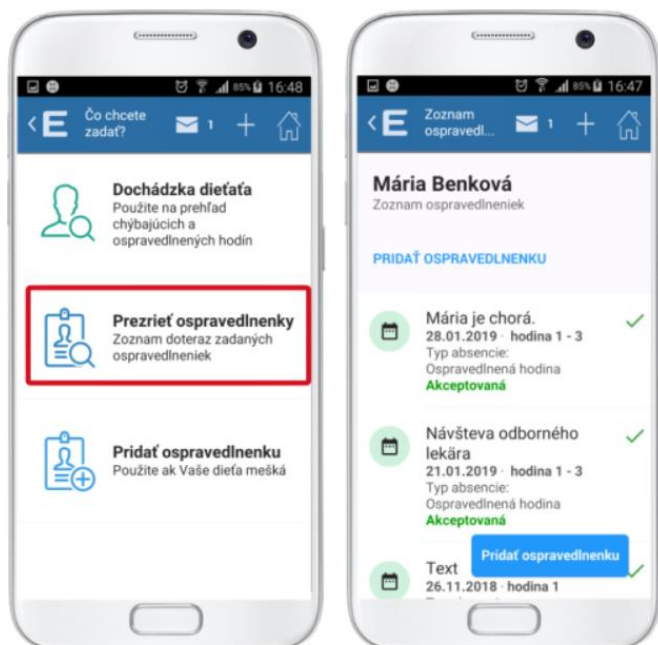 85% 16:48
E Čo chcete
zadať?
1
Dochádzka dieťaťa
Použite na prehľad
chýbajúcich a
ospravedlnených hodín
Prezrieť ospravedlnenky
Zoznam doteraz zadaných
ospravedlneniek
Pridať ospravedlnenku
Použite ak Vaše dieťa mešká
85% 16:47
E Zoznam
ospravedl...
1
Mária Benková
Zoznam ospravedlneniek
PRIDAŤ OSPRAVEDLNENKU
Mária je chorá.
28.01.2019 · hodina 1 - 3
Typ absencie:
Ospravedlnená hodina
Akceptovaná
Návšteva odborného
lekära
21.01.2019 · hodina 1 - 3
Typ absencie:
Ospravedlnená hodina
Akceptovaná
Pridať ospravedlnenku
Text
26.11.2018 · hodina 1